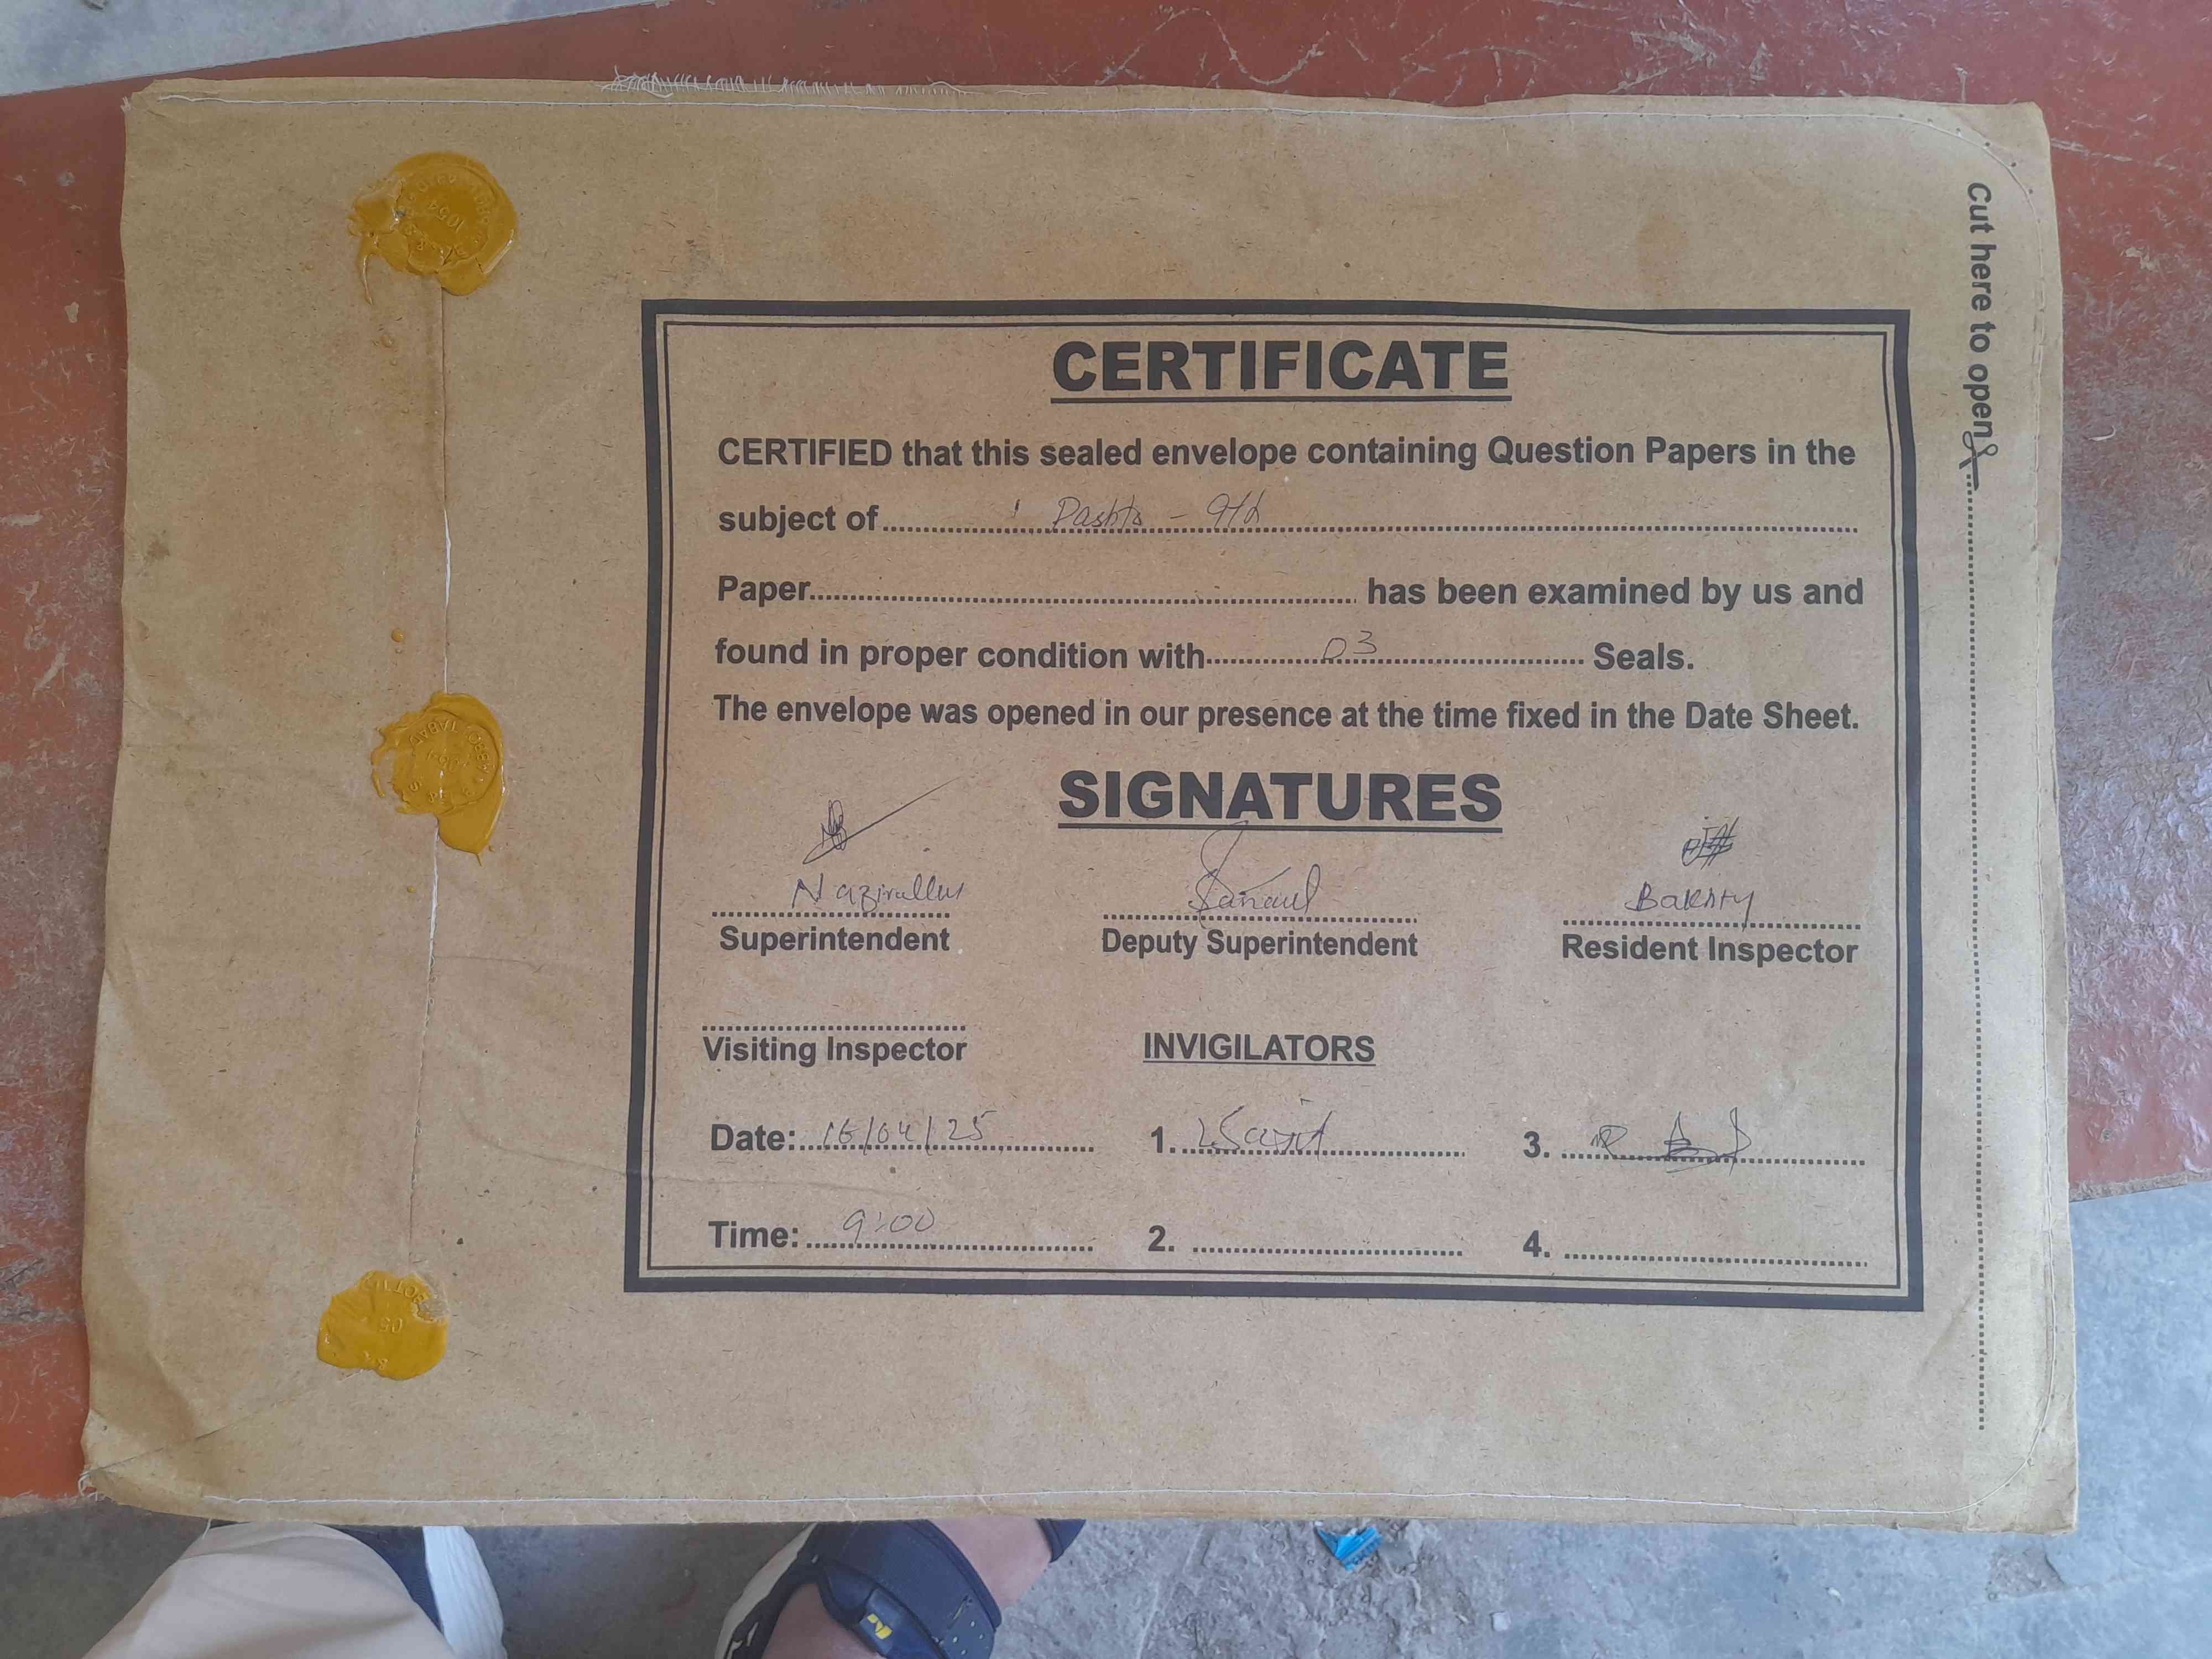 Cut here to open
CERTIFICATE
CERTIFIED that this sealed envelope containing Question Papers in the
subject of Pashto - 9th
Paper has been examined by us and
found in proper condition with 03 Seals.
The envelope was opened in our presence at the time fixed in the Date Sheet.
SIGNATURES
Superintendent Deputy Superintendent Resident Inspector
Visiting Inspector INVIGILATORS
Date: 16/04/25 1. 3.
Time: 9:00 2. 4.
1054